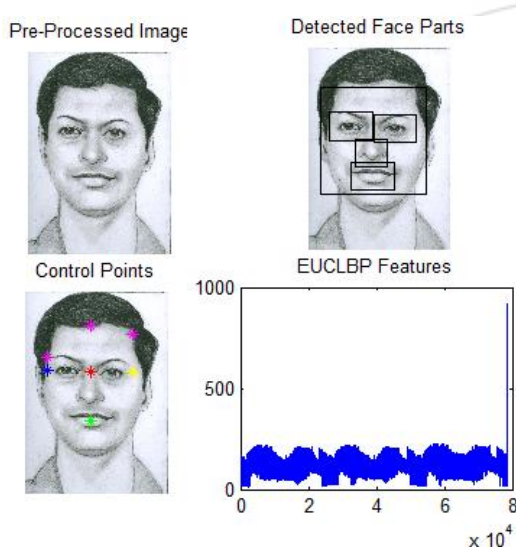 Pre-Processed Image
Detected Face Parts
Control Points
EUCLBP Features
1000
500
0
0 2 4 6 8
x 10^4